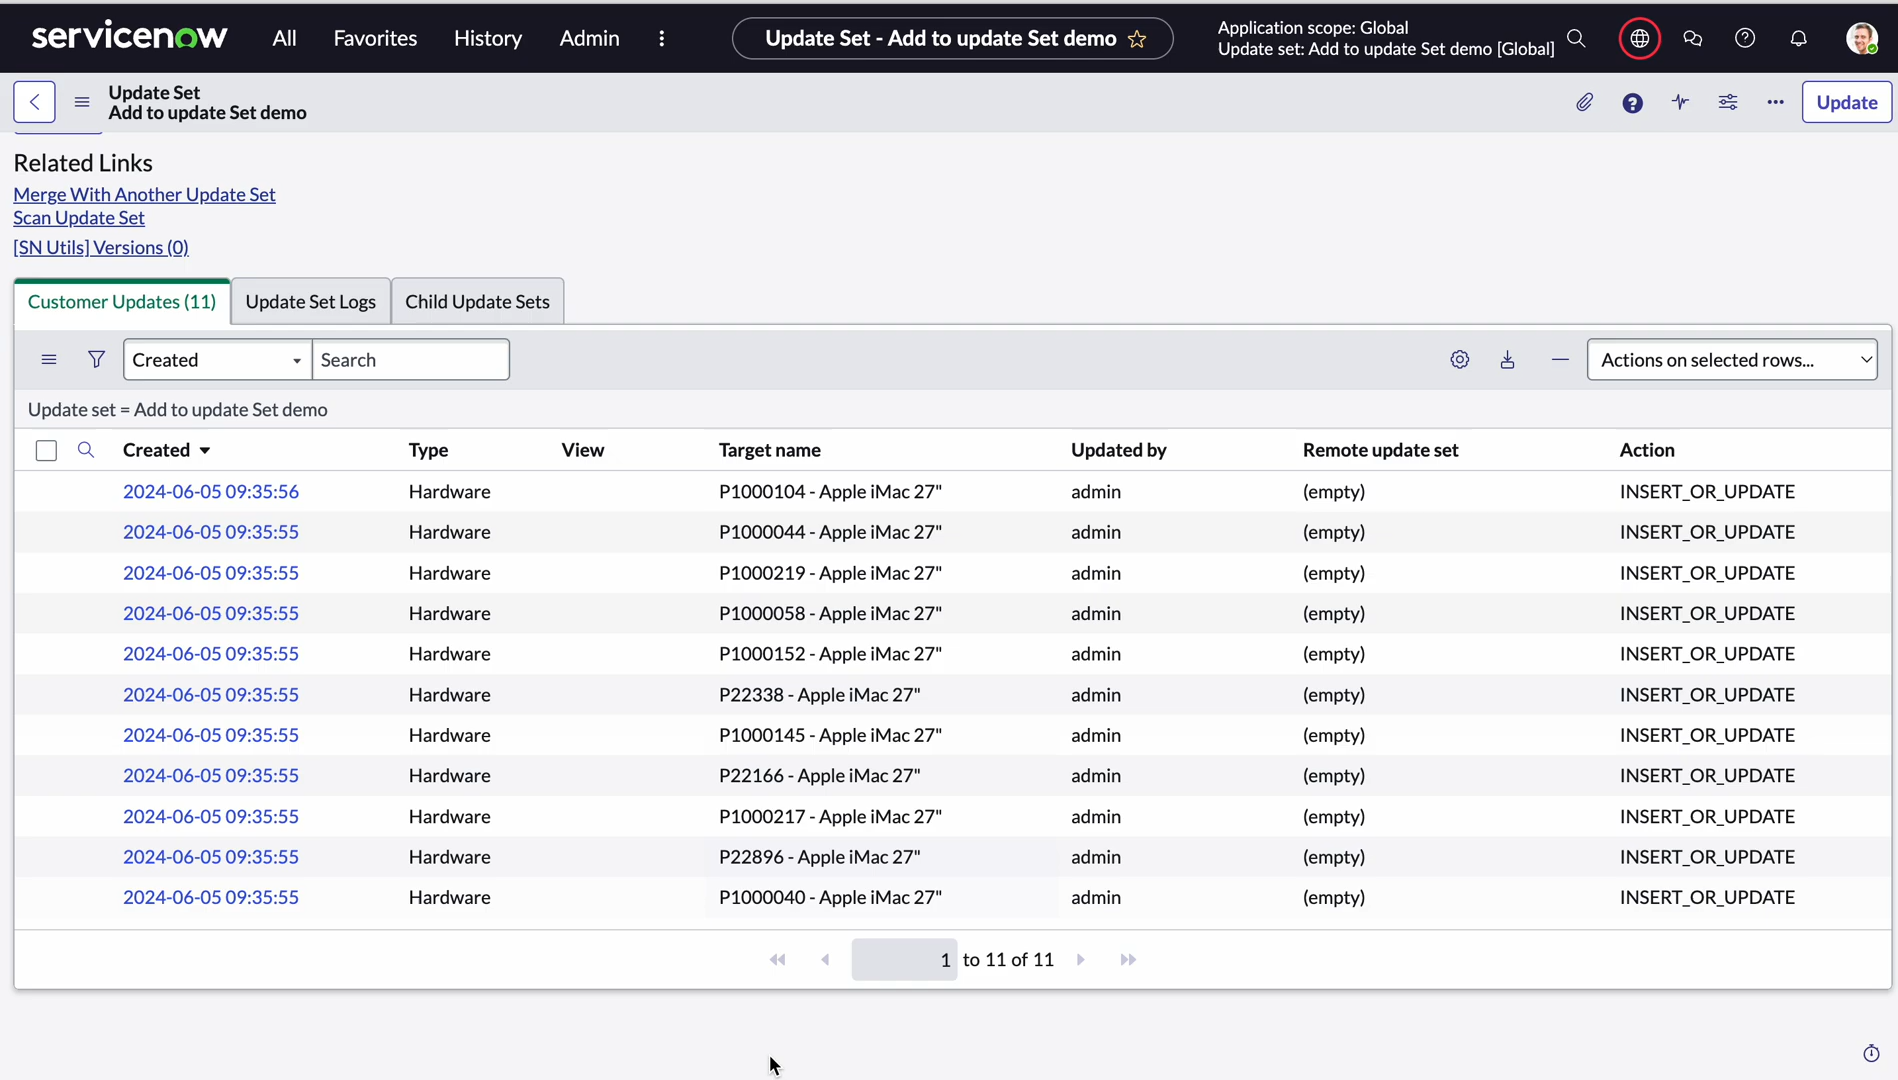 servicenow All Favorites History Admin Update Set - Add to update Set demo Application scope: Global
Update set: Add to update Set demo [Global]
Update Set
Add to update Set demo
Update
Related Links
Merge With Another Update Set
Scan Update Set
[SN Utils] Versions (0)
Customer Updates (11) Update Set Logs Child Update Sets
Created Search Actions on selected rows...
Update set = Add to update Set demo
Created Type View Target name Updated by Remote update set Action
2024-06-05 09:35:56 Hardware P1000104 - Apple iMac 27" admin (empty) INSERT_OR_UPDATE
2024-06-05 09:35:55 Hardware P1000044 - Apple iMac 27" admin (empty) INSERT_OR_UPDATE
2024-06-05 09:35:55 Hardware P1000219 - Apple iMac 27" admin (empty) INSERT_OR_UPDATE
2024-06-05 09:35:55 Hardware P1000058 - Apple iMac 27" admin (empty) INSERT_OR_UPDATE
2024-06-05 09:35:55 Hardware P1000152 - Apple iMac 27" admin (empty) INSERT_OR_UPDATE
2024-06-05 09:35:55 Hardware P22338 - Apple iMac 27" admin (empty) INSERT_OR_UPDATE
2024-06-05 09:35:55 Hardware P1000145 - Apple iMac 27" admin (empty) INSERT_OR_UPDATE
2024-06-05 09:35:55 Hardware P22166 - Apple iMac 27" admin (empty) INSERT_OR_UPDATE
2024-06-05 09:35:55 Hardware P1000217 - Apple iMac 27" admin (empty) INSERT_OR_UPDATE
2024-06-05 09:35:55 Hardware P22896 - Apple iMac 27" admin (empty) INSERT_OR_UPDATE
2024-06-05 09:35:55 Hardware P1000040 - Apple iMac 27" admin (empty) INSERT_OR_UPDATE
1 to 11 of 11